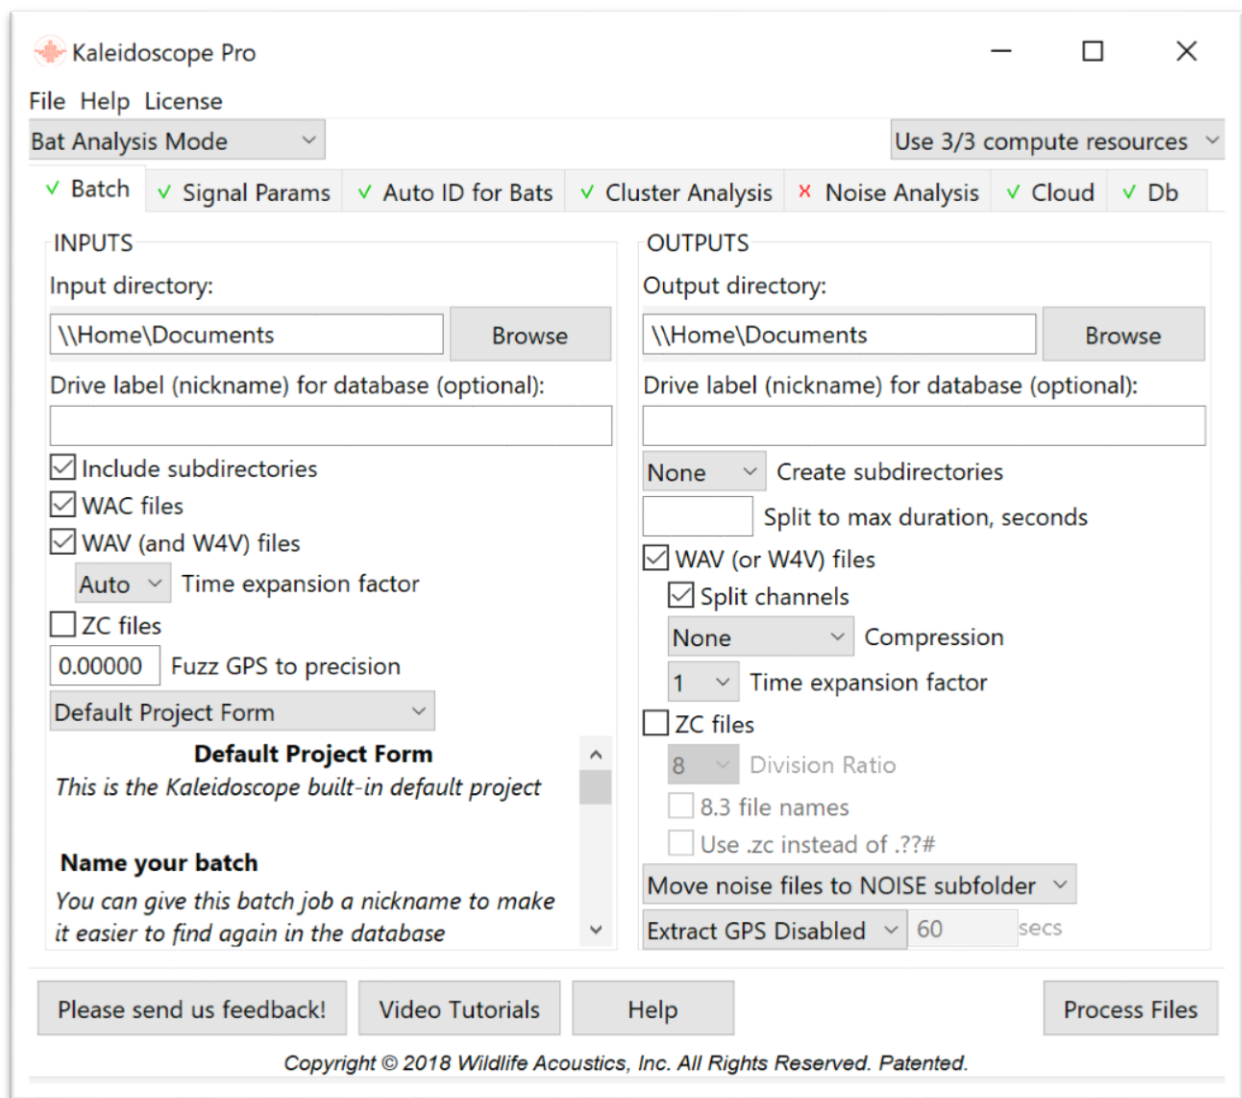 Kaleidoscope Pro
File Help License
Bat Analysis Mode
Use 3/3 compute resources
Batch
Signal Params
Auto ID for Bats
Cluster Analysis
Noise Analysis
Cloud
Db
INPUTS
Input directory:
\\Home\Documents
Browse
Drive label (nickname) for database (optional):
Include subdirectories
WAC files
WAV (and W4V) files
Auto Time expansion factor
ZC files
0.00000 Fuzz GPS to precision
Default Project Form
Default Project Form
This is the Kaleidoscope built-in default project
Name your batch
You can give this batch job a nickname to make
it easier to find again in the database
OUTPUTS
Output directory:
\\Home\Documents
Browse
Drive label (nickname) for database (optional):
None Create subdirectories
Split to max duration, seconds
WAV (or W4V) files
Split channels
None Compression
1 Time expansion factor
ZC files
8 Division Ratio
8.3 file names
Use .zc instead of .??#
Move noise files to NOISE subfolder
Extract GPS Disabled 60 secs
Please send us feedback!
Video Tutorials
Help
Process Files
Copyright © 2018 Wildlife Acoustics, Inc. All Rights Reserved. Patented.